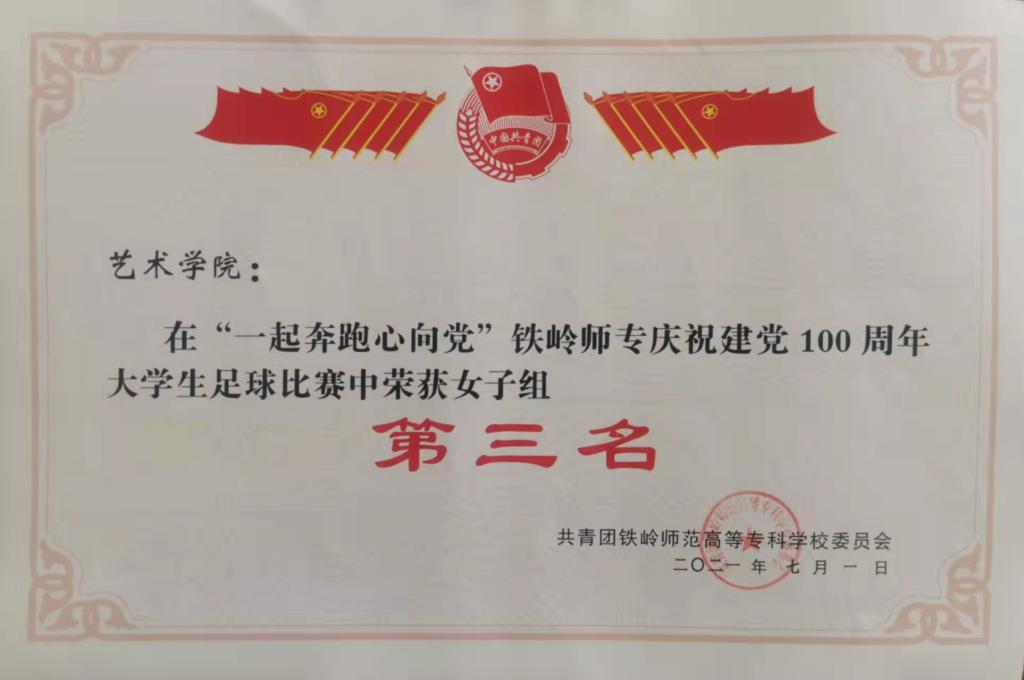 中国共青团
艺术学院：
在“一起奔跑心向党”铁岭师专庆祝建党 100 周年
大学生足球比赛中荣获女子组
第三名
共青团铁岭师范高等专科学校委员会
二〇二一年 七月一日